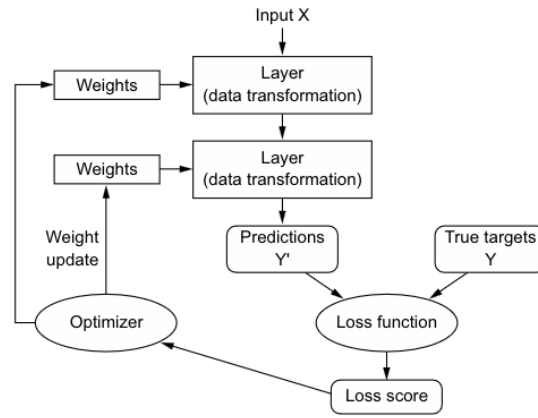 Input X
Weights
Layer
(data transformation)
Weights
Layer
(data transformation)
Weight
update
Predictions
Y'
True targets
Y
Optimizer
Loss function
Loss score